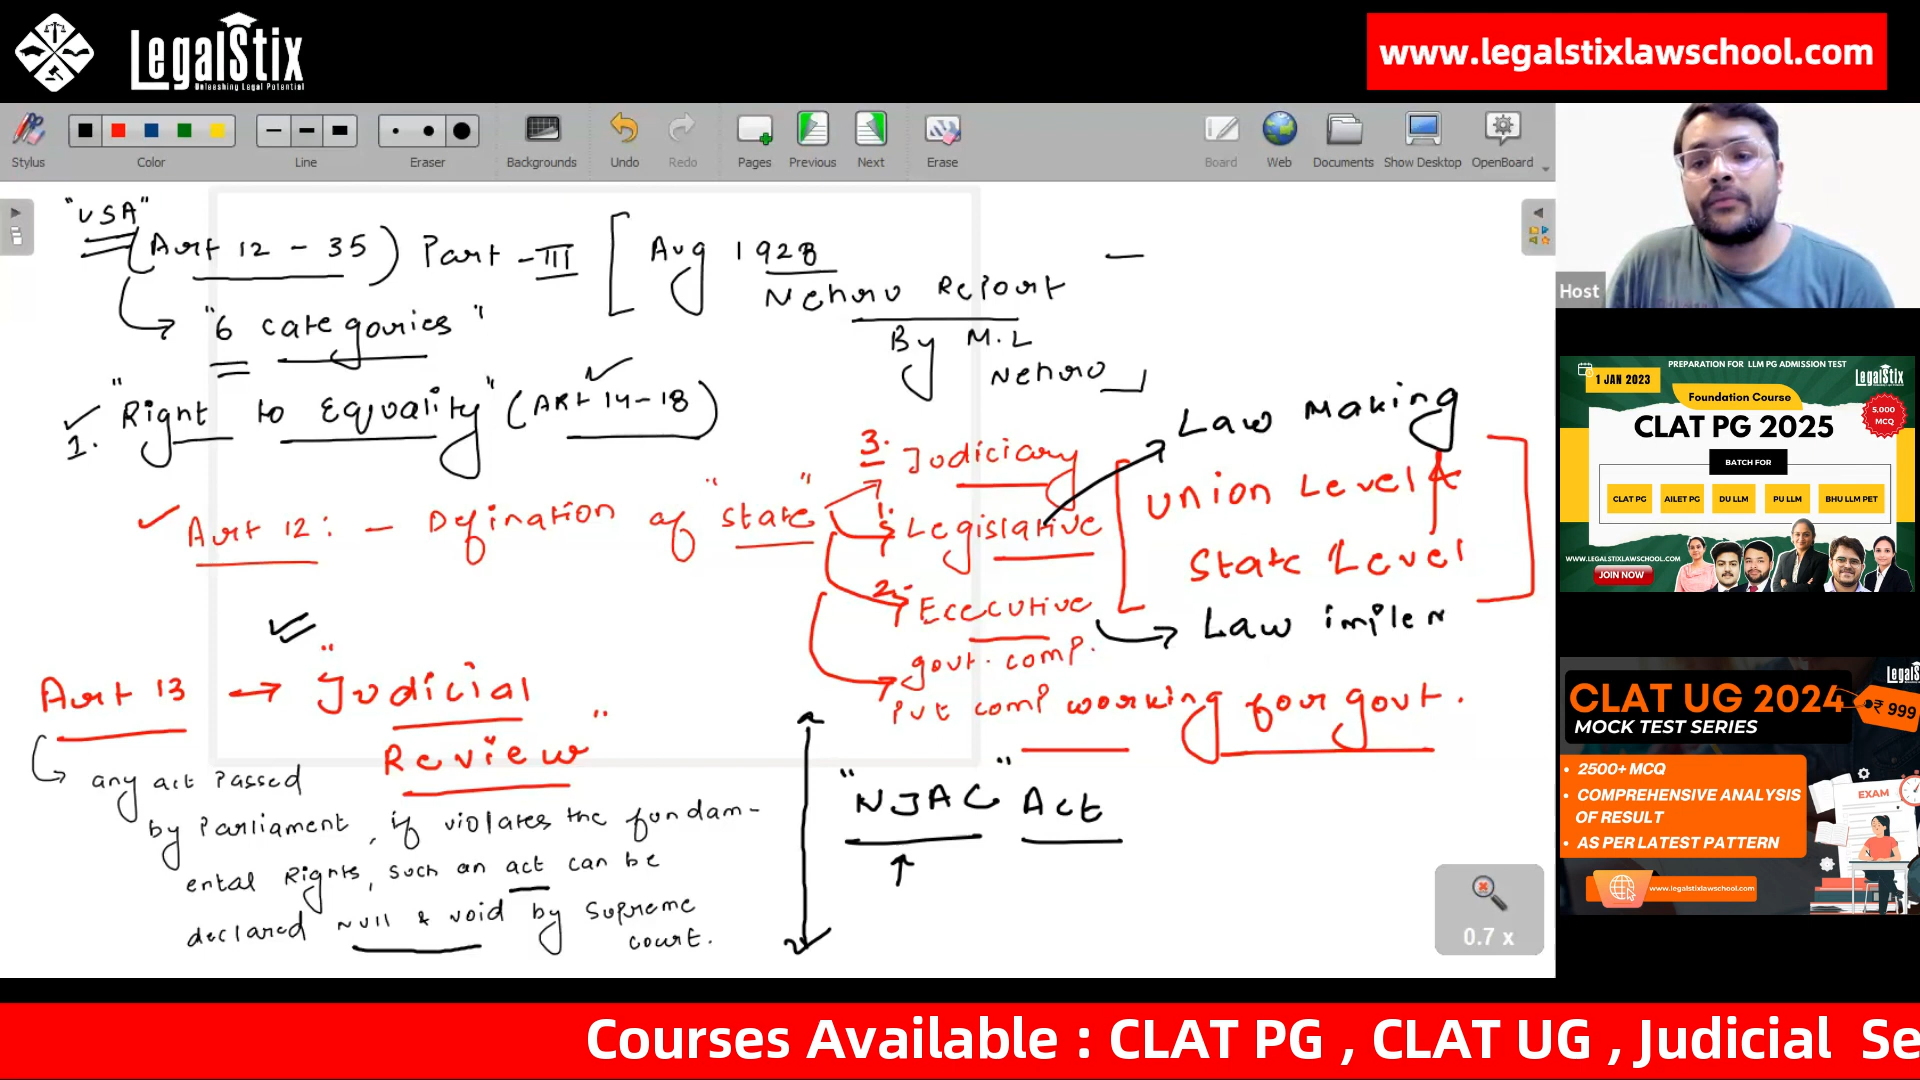 LegalStix
Unleashing Legal Potential
www.legalstixlawschool.com
Stylus
Color
Line
Eraser
Backgrounds
Undo
Redo
Pages
Previous
Next
Erase
Board
Web
Documents
Show Desktop
OpenBoard
"USA"
(Art 12 - 35) Part - III
[Aug 1928
Nehru Report
By M.L
Nehru]
"6 categories"
1. "Right to Equality" (ART 14-18)
Art 12: - Defination of "state"
3. Judiciary
1. Legislative
2. Executive
govt. comp.
Pvt comp working for govt.
Law Making
Union Level &
State Level
Law implem
Art 13 → "Judicial
Review"
any act passed
by Parliament, if violates the fundam-
ental Rights, such an act can be
declared Null & void by Supreme
court.
"NJAC" Act
0.7 x
Host
PREPARATION FOR LLM PG ADMISSION TEST
1 JAN 2023
LegalStix
Foundation Course
5,000
MCQ
CLAT PG 2025
BATCH FOR
CLAT PG
AILET PG
DU LLM
PU LLM
BHU LLM PET
WWW.LEGALSTIXLAWSCHOOL.COM
JOIN NOW
CLAT UG 2024
MOCK TEST SERIES
₹ 999
• 2500+ MCQ
• COMPREHENSIVE ANALYSIS
OF RESULT
• AS PER LATEST PATTERN
EXAM
www.legalstixlawschool.com
Courses Available : CLAT PG , CLAT UG , Judicial Se